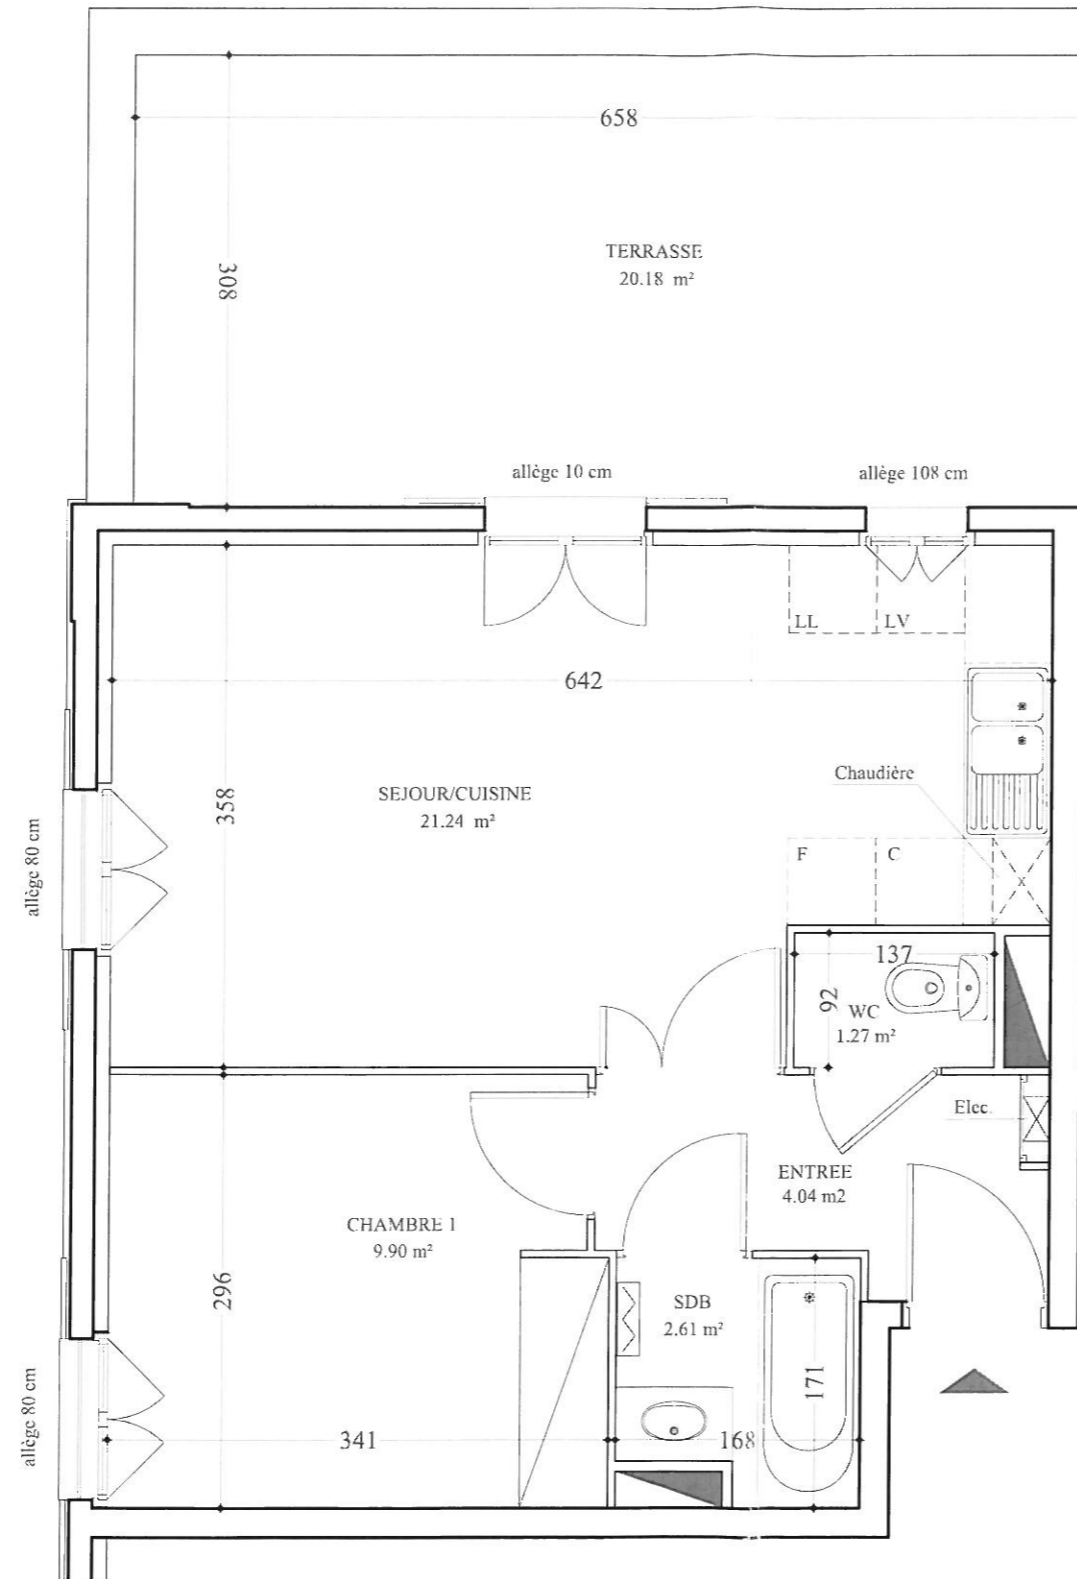 658
308
TERRASSE
20.18 m²
allège 10 cm
allège 108 cm
LL
LV
642
358
SEJOUR/CUISINE
21.24 m²
Chaudière
allège 80 cm
F
C
137
92
WC
1.27 m²
Elec.
ENTREE
4.04 m2
CHAMBRE 1
9.90 m²
296
SDB
2.61 m²
171
allège 80 cm
341
168